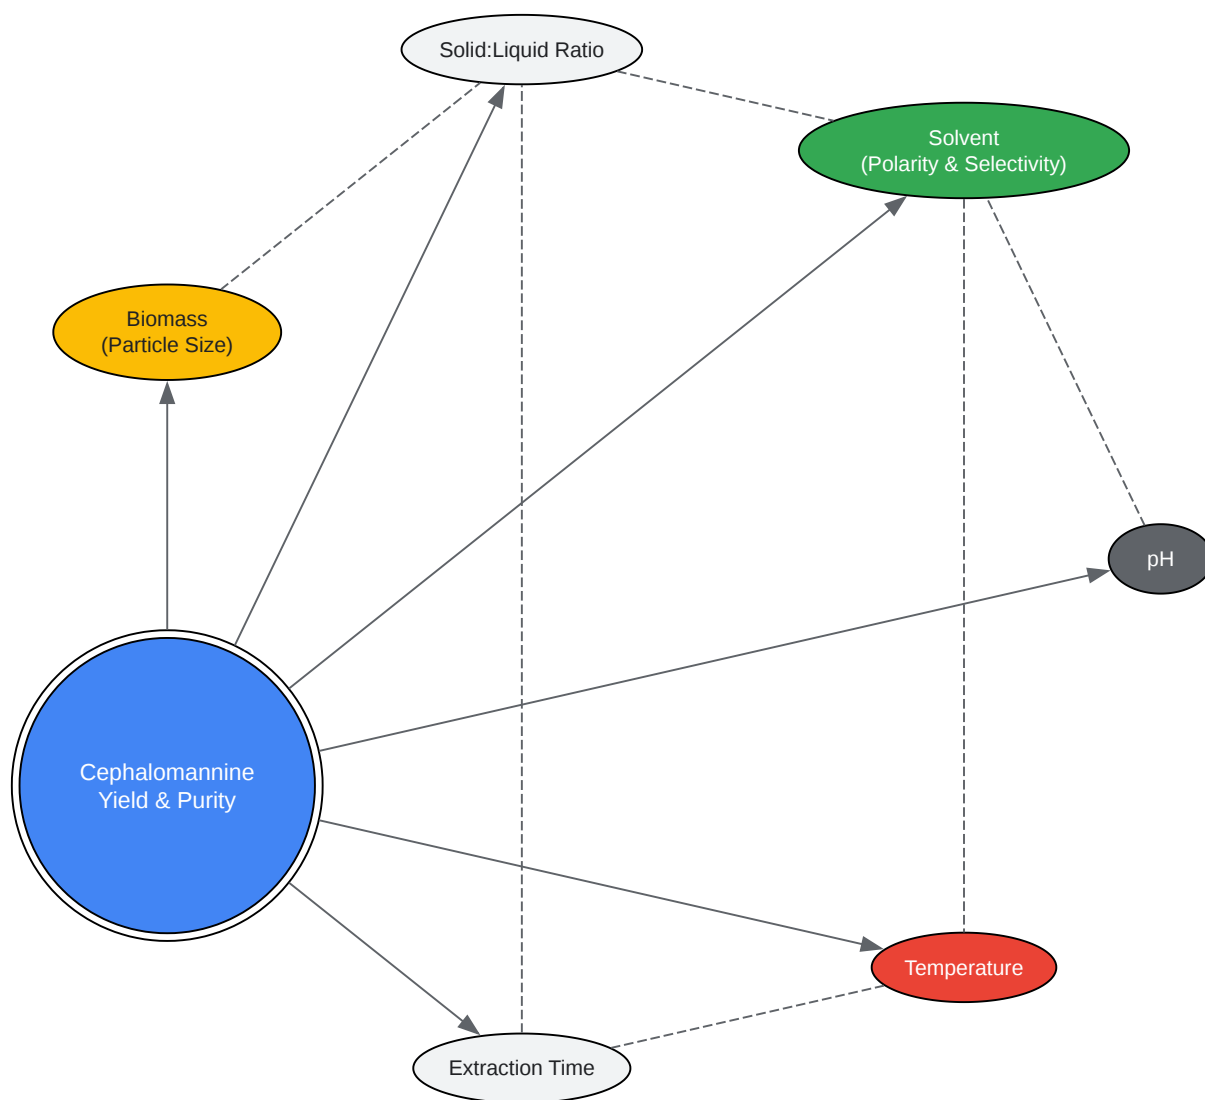 Solid:Liquid Ratio
Solvent
(Polarity & Selectivity)
Biomass
(Particle Size)
pH
Cephalomannine
Yield & Purity
Temperature
Extraction Time